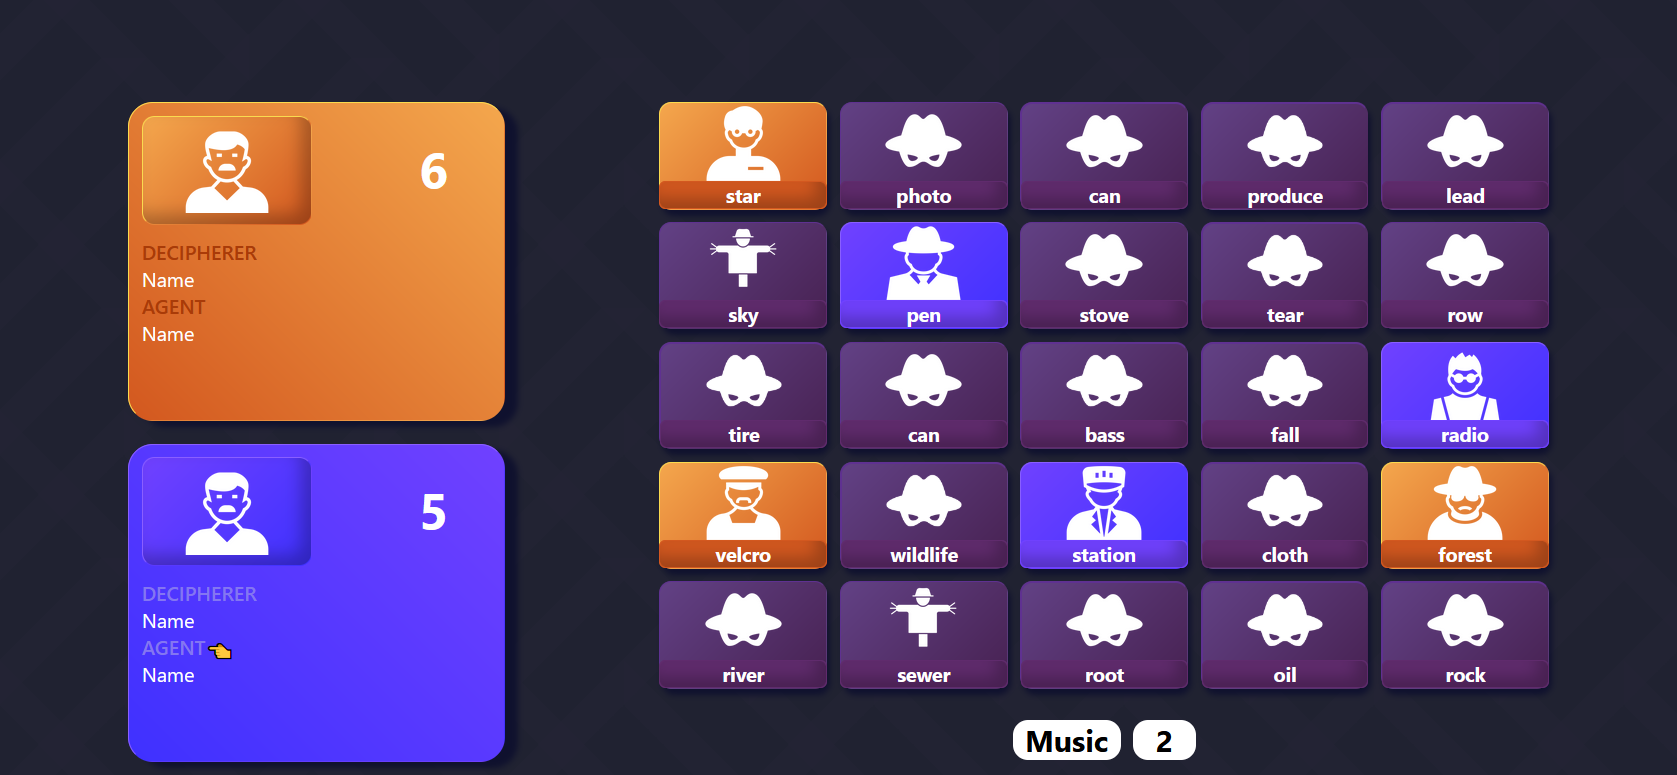 6
DECIPHERER
Name
AGENT
Name
5
DECIPHERER
Name
AGENT
Name
star photo can produce lead
sky pen stove tear row
tire can bass fall radio
velcro wildlife station cloth forest
river sewer root oil rock
Music 2